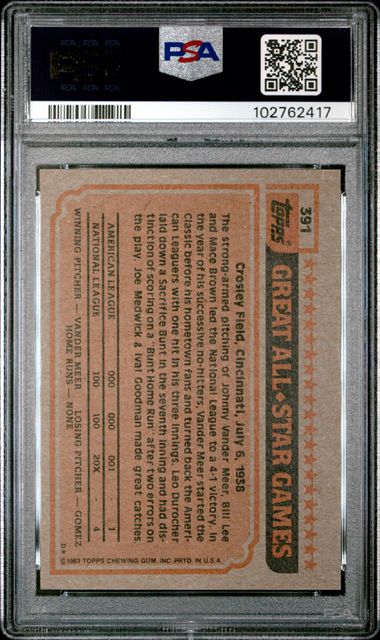 PSA
102762417
391
Topps
GREAT ALL★STAR GAMES
Crosley Field, Cincinnati, July 6, 1938
The strong-armed pitching of Johnny Vander Meer, Bill Lee
and Mace Brown led the National League to a 4-1 victory. In
the year of his successive no-hitters, Vander Meer started the
Classic before his hometown fans and turned back the Ameri-
can Leaguers with one hit in his three innings. Leo Durocher
laid down a Sacrifice Bunt in the seventh inning and had dis-
tinction of scoring on a "Bunt Home Run" after two errors on
the play. Joe Medwick & Ival Goodman made great catches.
AMERICAN LEAGUE 000 000 001 - 1
NATIONAL LEAGUE 100 100 20X - 4
WINNING PITCHER — VANDER MEER LOSING PITCHER — GOMEZ
HOME RUNS — NONE
D*
© 1983 TOPPS CHEWING GUM, INC. PRTD. IN U.S.A.